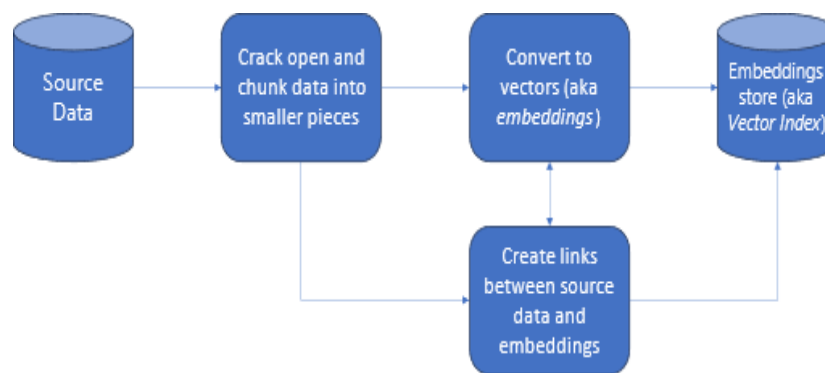 Source
Data
Crack open and
chunk data into
smaller pieces
Convert to
vectors (aka
embeddings)
Embeddings
store (aka
Vector Index)
Create links
between source
data and
embeddings